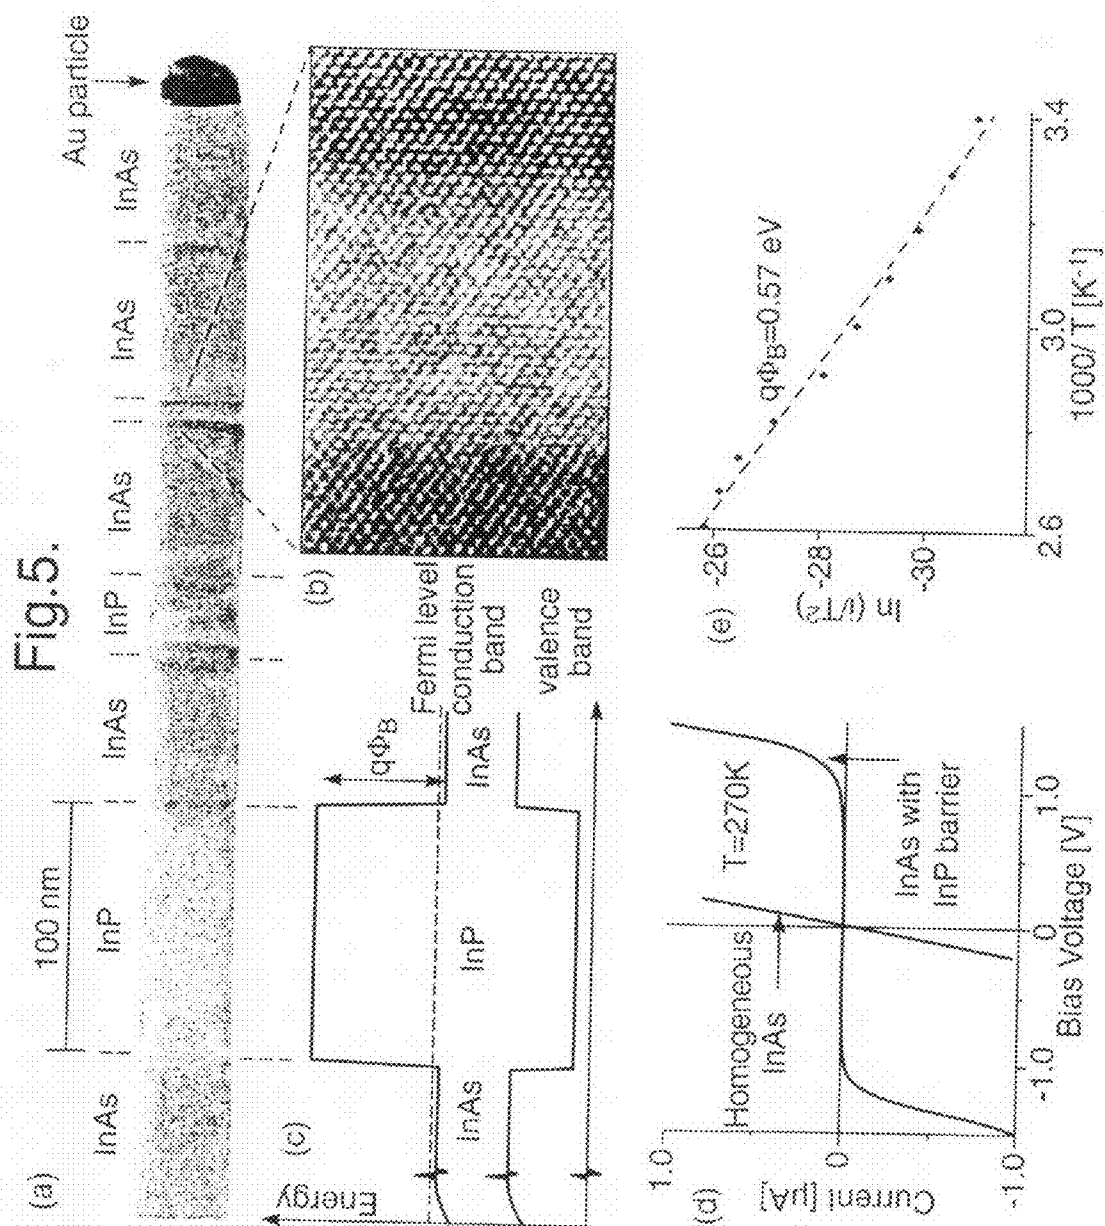 Fig.5.
(a)
100 nm
InAs
InP
InAs
InP
InAs
InAs
InAs
Au particle
(b)
(c)
Energy
InAs
InP
InAs
qΦB
Fermi level
conduction
band
valence
band
(d)
Current [µA]
1.0
0
-1.0
Homogeneous
InAs
T=270K
InAs with
InP barrier
-1.0
0
1.0
Bias Voltage [V]
(e)
ln (i/T²)
-26
-28
-30
qΦB=0.57 eV
2.6
3.0
3.4
1000/ T [K⁻¹]